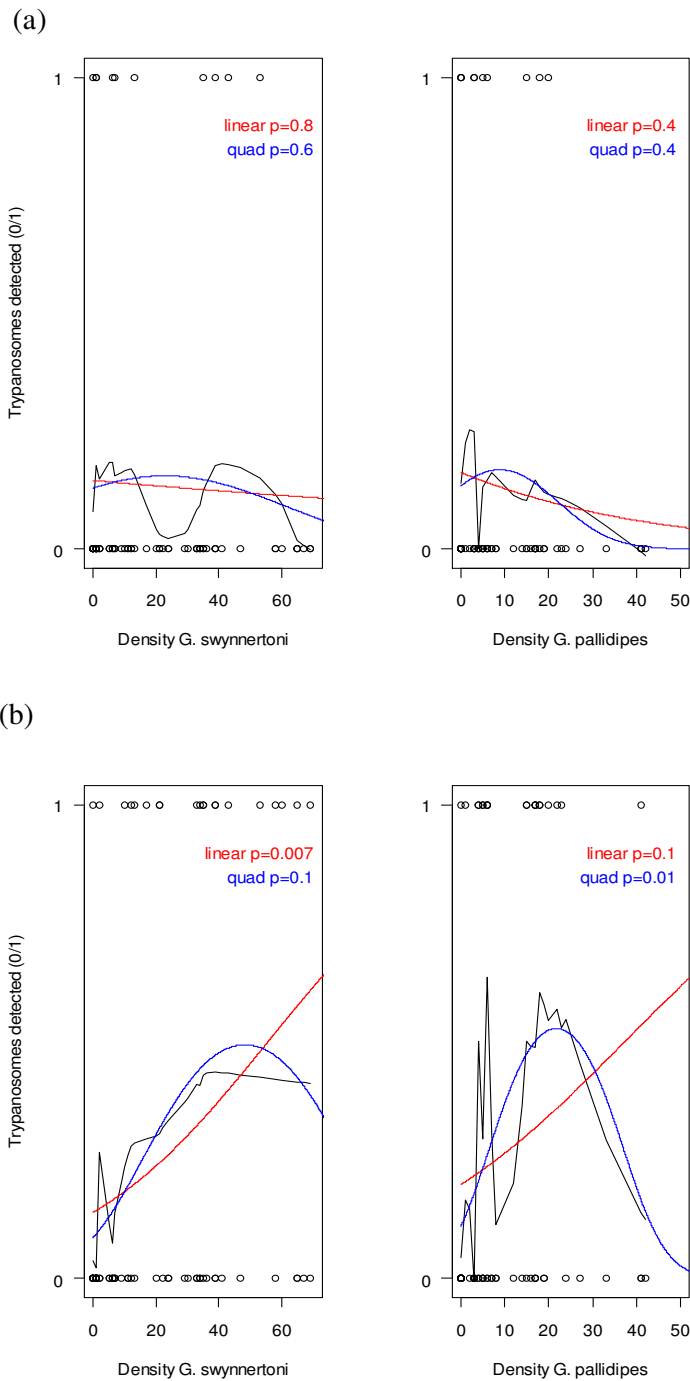 (a)
Trypanosomes detected (0/1)
1
0
linear p=0.8
quad p=0.6
0 20 40 60
Density G. swynnertoni
1
0
linear p=0.4
quad p=0.4
0 10 20 30 40 50
Density G. pallidipes
(b)
Trypanosomes detected (0/1)
1
0
linear p=0.007
quad p=0.1
0 20 40 60
Density G. swynnertoni
1
0
linear p=0.1
quad p=0.01
0 10 20 30 40 50
Density G. pallidipes